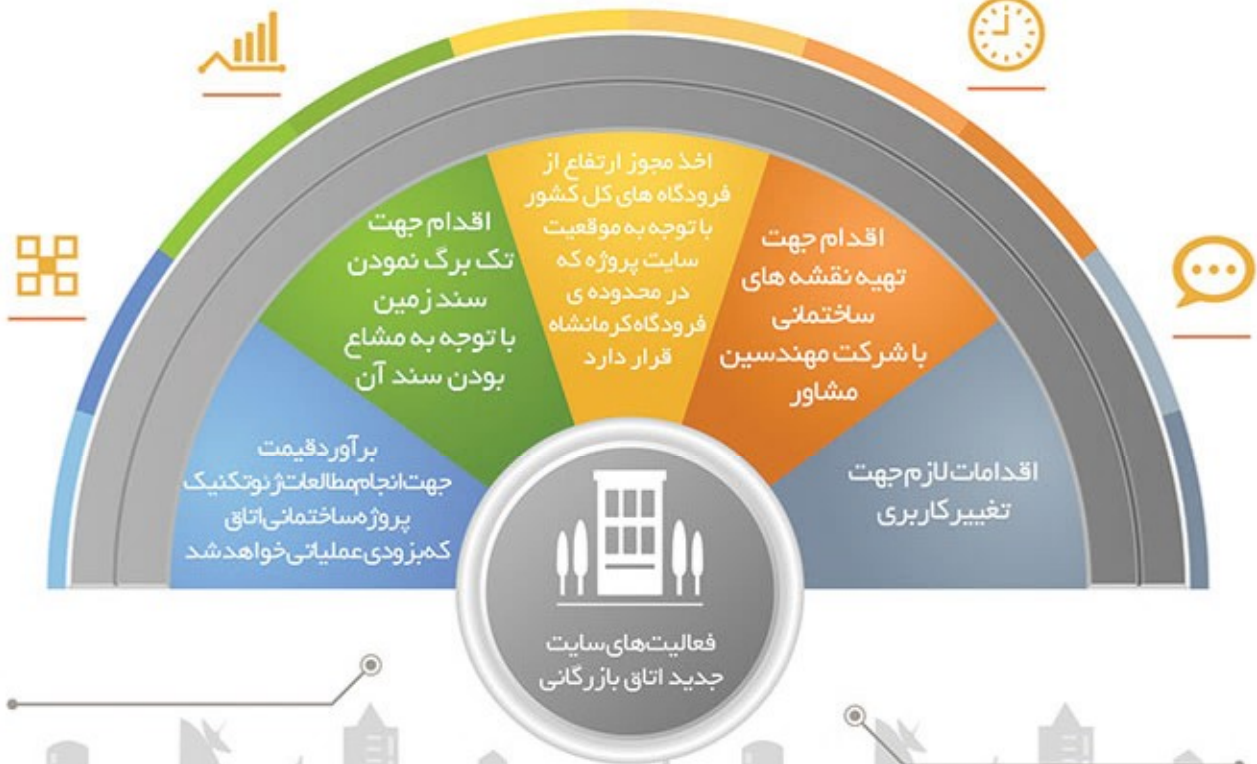 اقدامات لازم جهت
تغییر کاربری
اقدام جهت
تهیه نقشه های
ساختمانی
با شرکت مهندسین
مشاور
اخذ مجوز ارتفاع از
فرودگاه های کل کشور
با توجه به موقعیت
سایت پروژه که
در محدوده ی
فرودگاه کرمانشاه
قرار دارد
اقدام جهت
تک برگ نمودن
سند زمین
با توجه به مشاع
بودن سند آن
برآورد قیمت
جهت انجام مطالعات ژئوتکنیک
پروژه ساختمانی اتاق
که بزودی عملیاتی خواهد شد
فعالیت‌های سایت
جدید اتاق بازرگانی